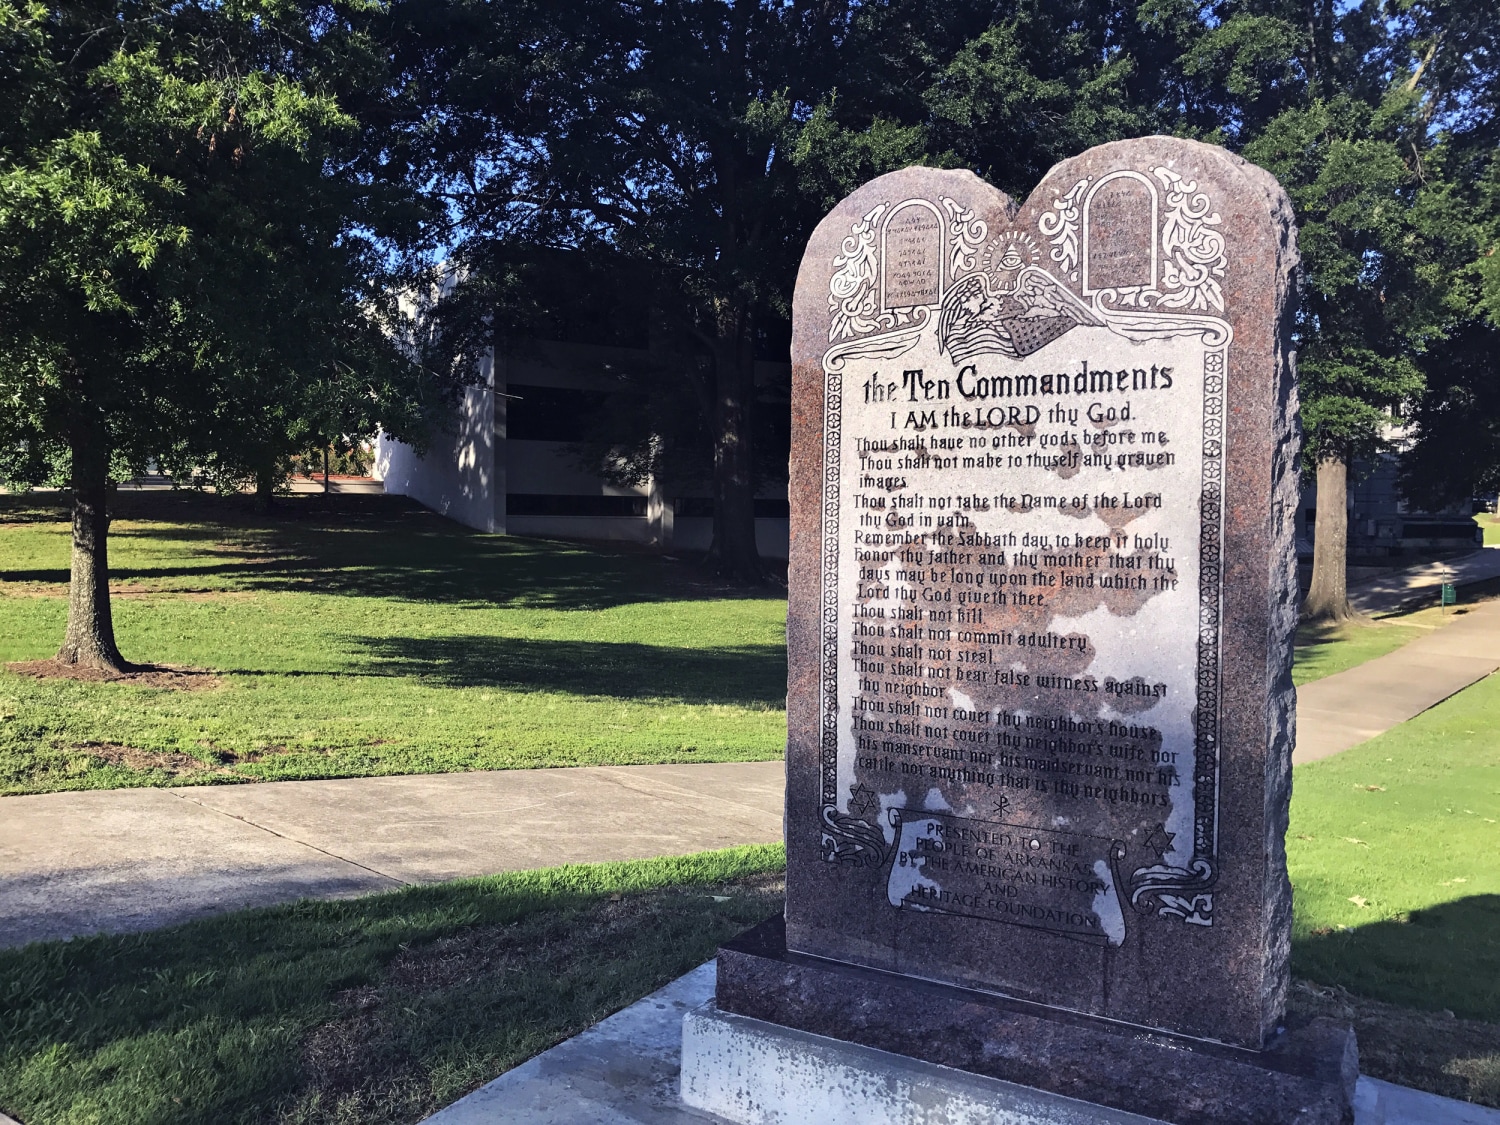 the Ten Commandments
I AM the LORD thy God.
Thou shalt have no other gods before me.
Thou shalt not make to thyself any graven
images.
Thou shalt not take the Name of the Lord
thy God in vain.
Remember the Sabbath day, to keep it holy.
Honor thy father and thy mother that thy
days may be long upon the land which the
Lord thy God giveth thee.
Thou shalt not kill.
Thou shalt not commit adultery.
Thou shalt not steal.
Thou shalt not bear false witness against
thy neighbor.
Thou shalt not covet thy neighbor's house.
Thou shalt not covet thy neighbor's wife, nor
his manservant, nor his maidservant, nor his
cattle, nor anything that is thy neighbor's.
PRESENTED TO THE
PEOPLE OF ARKANSAS
BY THE AMERICAN HISTORY
AND
HERITAGE FOUNDATION